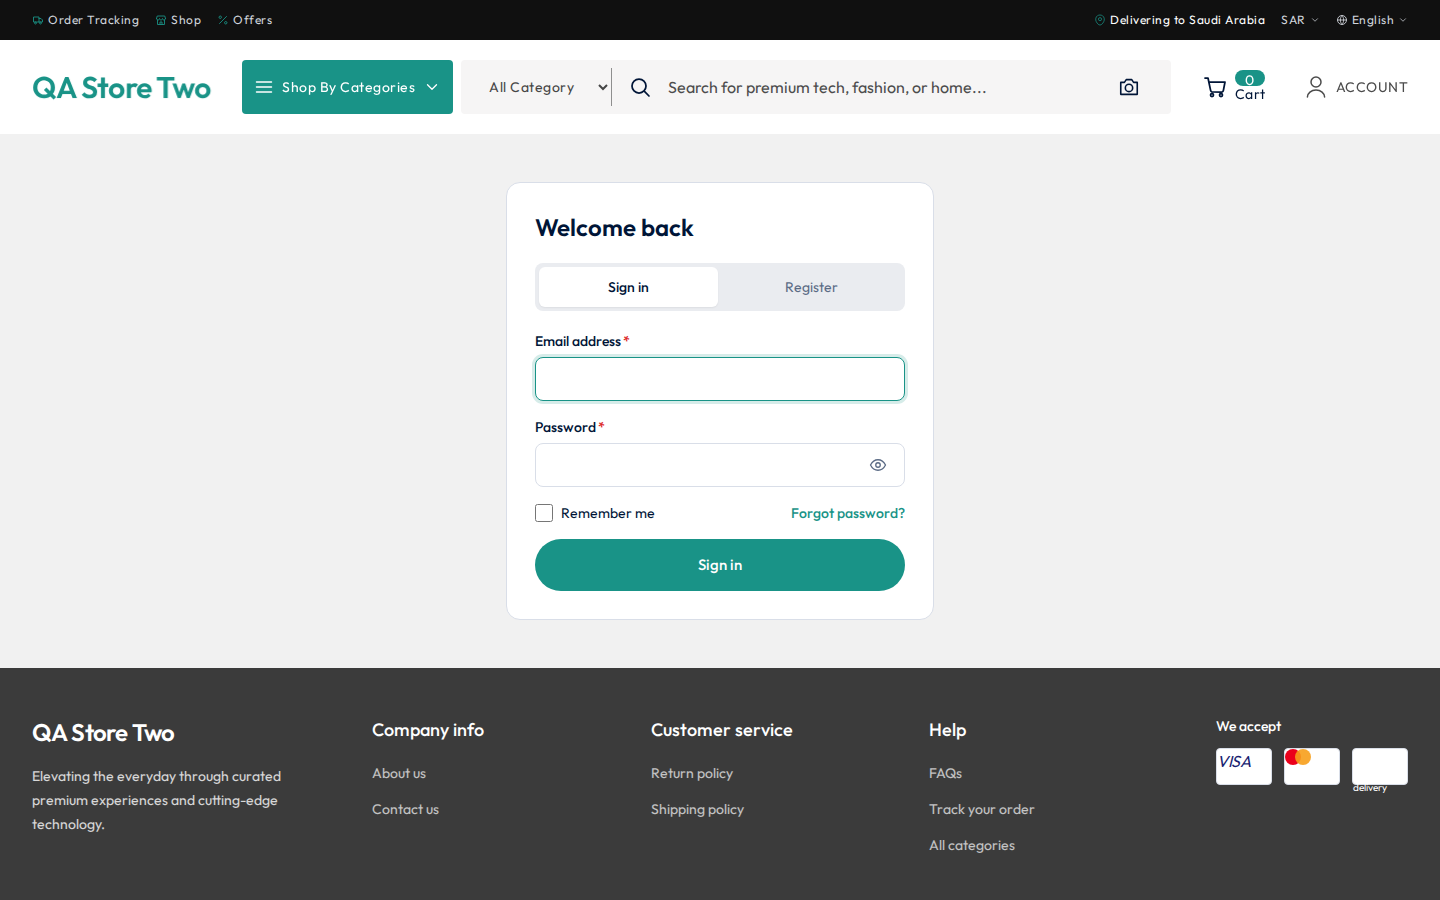 Order Tracking
Shop
Offers
Delivering to Saudi Arabia
SAR
English
QA Store Two
Shop By Categories
All Category
Search for premium tech, fashion, or home...
0
Cart
ACCOUNT
Welcome back
Sign in
Register
Email address *
Password *
Remember me
Forgot password?
Sign in
QA Store Two
Elevating the everyday through curated
premium experiences and cutting-edge
technology.
Company info
About us
Contact us
Customer service
Return policy
Shipping policy
Help
FAQs
Track your order
All categories
We accept
VISA
delivery